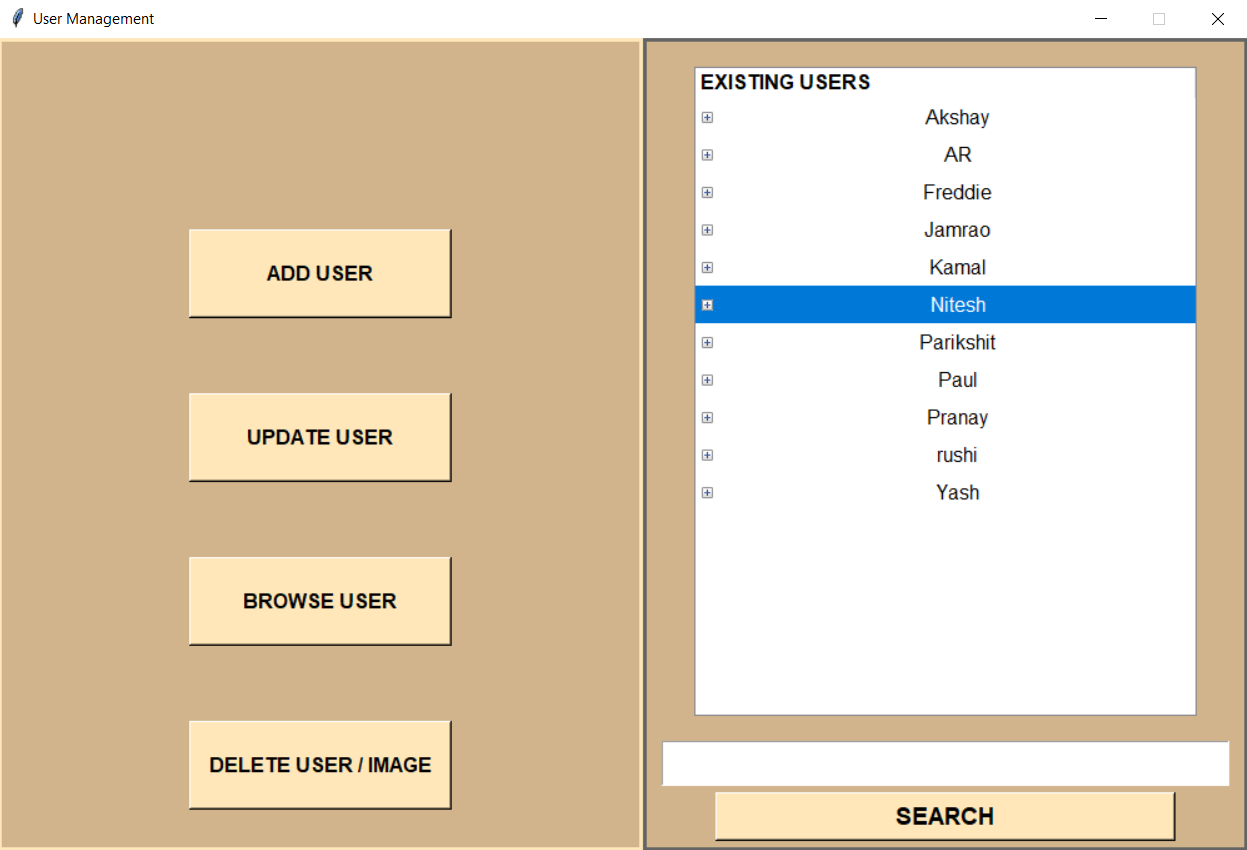 User Management
ADD USER
UPDATE USER
BROWSE USER
DELETE USER / IMAGE
EXISTING USERS
Akshay
AR
Freddie
Jamrao
Kamal
Nitesh
Parikshit
Paul
Pranay
rushi
Yash
SEARCH